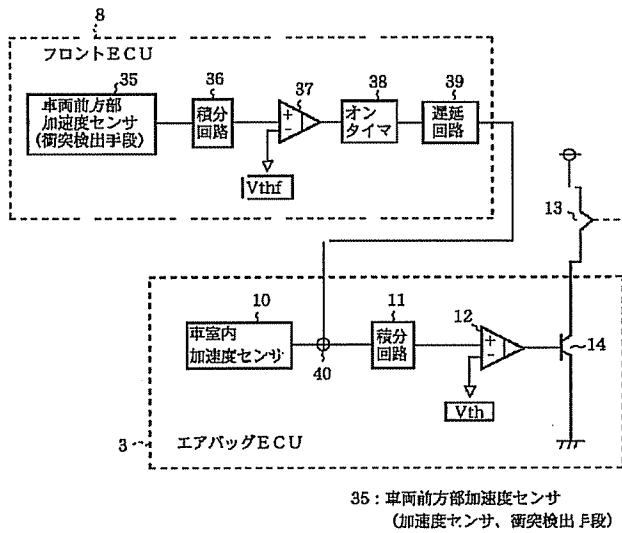 8
フロントECU
35
36
37
38
39
車両前方部
加速度センサ
(衝突検出手段)
積分
回路
+
−
オン
タイマ
遅延
回路
Vthf
13
10
11
12
車室内
加速度センサ
積分
回路
+
−
14
40
Vth
3
エアバッグECU
35：車両前方部加速度センサ
(加速度センサ、衝突検出手段)